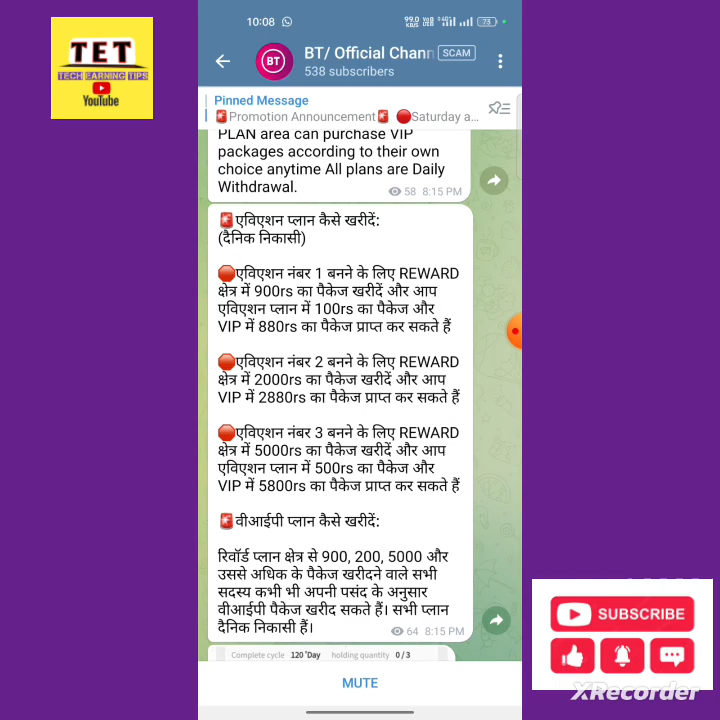 TET
TECH EARNING TIPS
YouTube
10:08
99.0 KB/S
73
BT/ Official Chann
SCAM
538 subscribers
Pinned Message
🚨Promotion Announcement🚨 🔴Saturday a...
PLAN area can purchase VIP
packages according to their own
choice anytime All plans are Daily
Withdrawal.
58 8:15 PM
🚨एविएशन प्लान कैसे खरीदें:
(दैनिक निकासी)
🛑एविएशन नंबर 1 बनने के लिए REWARD
क्षेत्र में 900rs का पैकेज खरीदें और आप
एविएशन प्लान में 100rs का पैकेज और
VIP में 880rs का पैकेज प्राप्त कर सकते हैं
🛑एविएशन नंबर 2 बनने के लिए REWARD
क्षेत्र में 2000rs का पैकेज खरीदें और आप
VIP में 2880rs का पैकेज प्राप्त कर सकते हैं
🛑एविएशन नंबर 3 बनने के लिए REWARD
क्षेत्र में 5000rs का पैकेज खरीदें और आप
एविएशन प्लान में 500rs का पैकेज और
VIP में 5800rs का पैकेज प्राप्त कर सकते हैं
🚨वीआईपी प्लान कैसे खरीदें:
रिवॉर्ड प्लान क्षेत्र से 900, 200, 5000 और
उससे अधिक के पैकेज खरीदने वाले सभी
सदस्य कभी भी अपनी पसंद के अनुसार
वीआईपी पैकेज खरीद सकते हैं। सभी प्लान
दैनिक निकासी हैं।
64 8:15 PM
Complete cycle 120 'Day holding quantity 0 / 3
MUTE
SUBSCRIBE
XRecorder